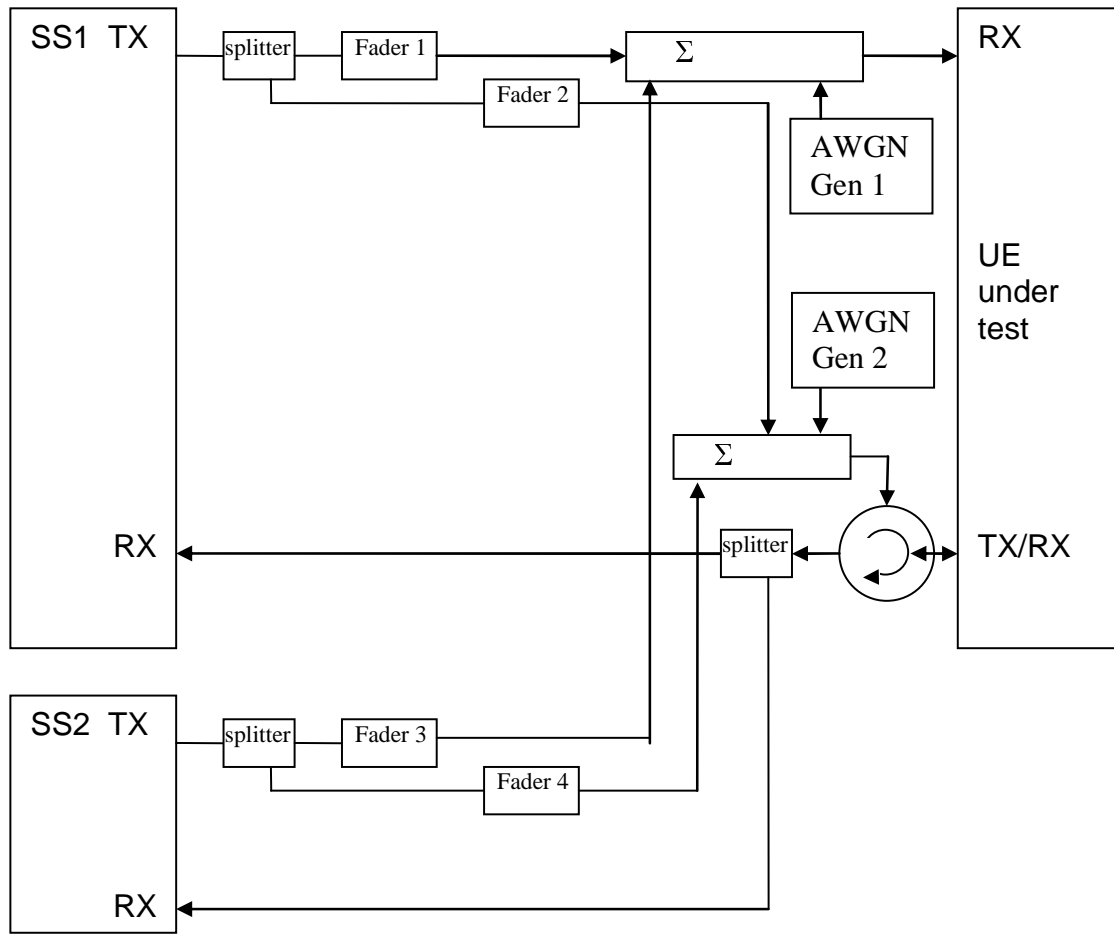 SS1 TX
splitter
Fader 1
Σ
RX
Fader 2
AWGN
Gen 1
UE
under
test
AWGN
Gen 2
Σ
RX
splitter
TX/RX
SS2 TX
splitter
Fader 3
Fader 4
RX